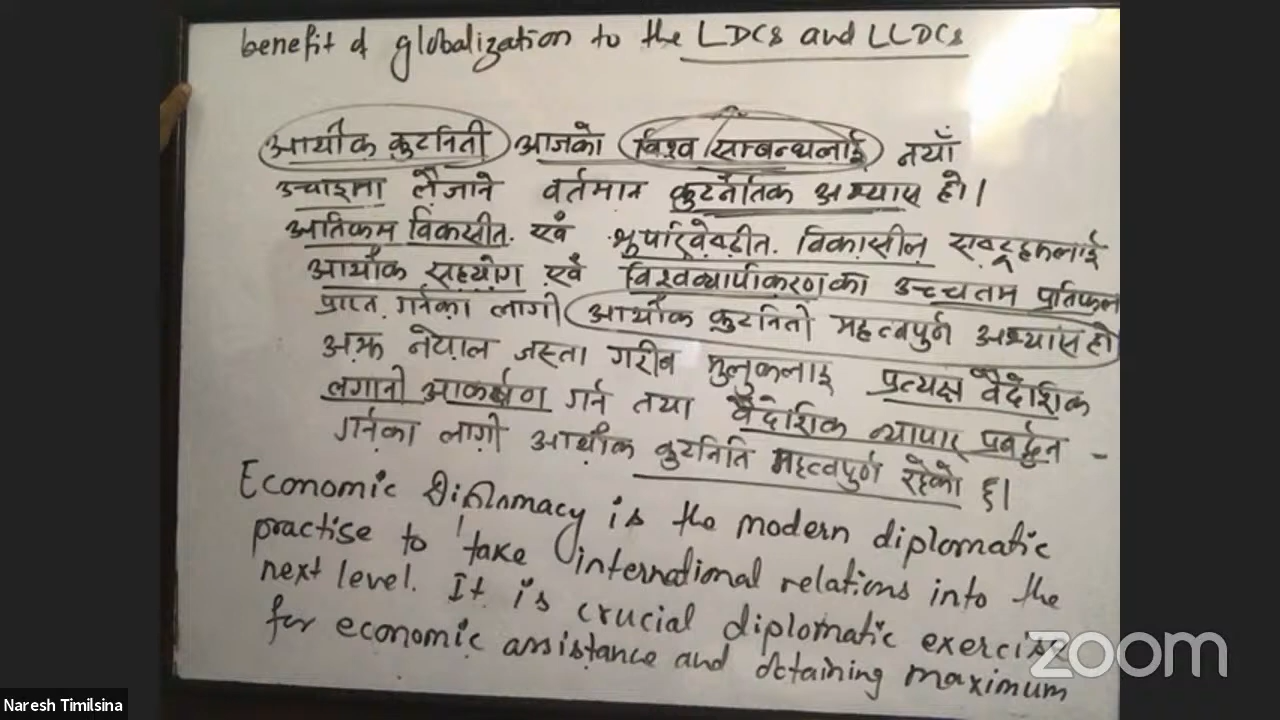 benefit of globalization to the LDCs and LLDCs
आर्थीक कुटनिती आजको विश्व सम्बन्धलाई नयाँ
उचाइमा लैजाने वर्तमान कुटनैतिक अभ्यास हो।
अतिकम विकसीत. एवं भुपरिवेष्ठीत. विकासील राष्ट्रहरूलाई
आर्थीक सहयोग एवं विश्वव्यापीकरणका उच्चतम प्रतिफल
प्राप्त गर्नका लागी आर्थीक कुटनिती महत्वपुर्ण अभ्यास हो
अझ नेपाल जस्ता गरीब मुलुकलाई प्रत्यक्ष वैदेशिक
लगानी आकर्षण गर्न तथा वैदेशिक व्यापार प्रबर्द्धन -
गर्नका लागी आर्थीक कुटनिति महत्वपुर्ण रहेको छ।
Economic Diplomacy is the modern diplomatic
practise to take international relations into the
next level. It is crucial diplomatic exercise
for economic assistance and obtaining maximum
zoom
Naresh Timilsina